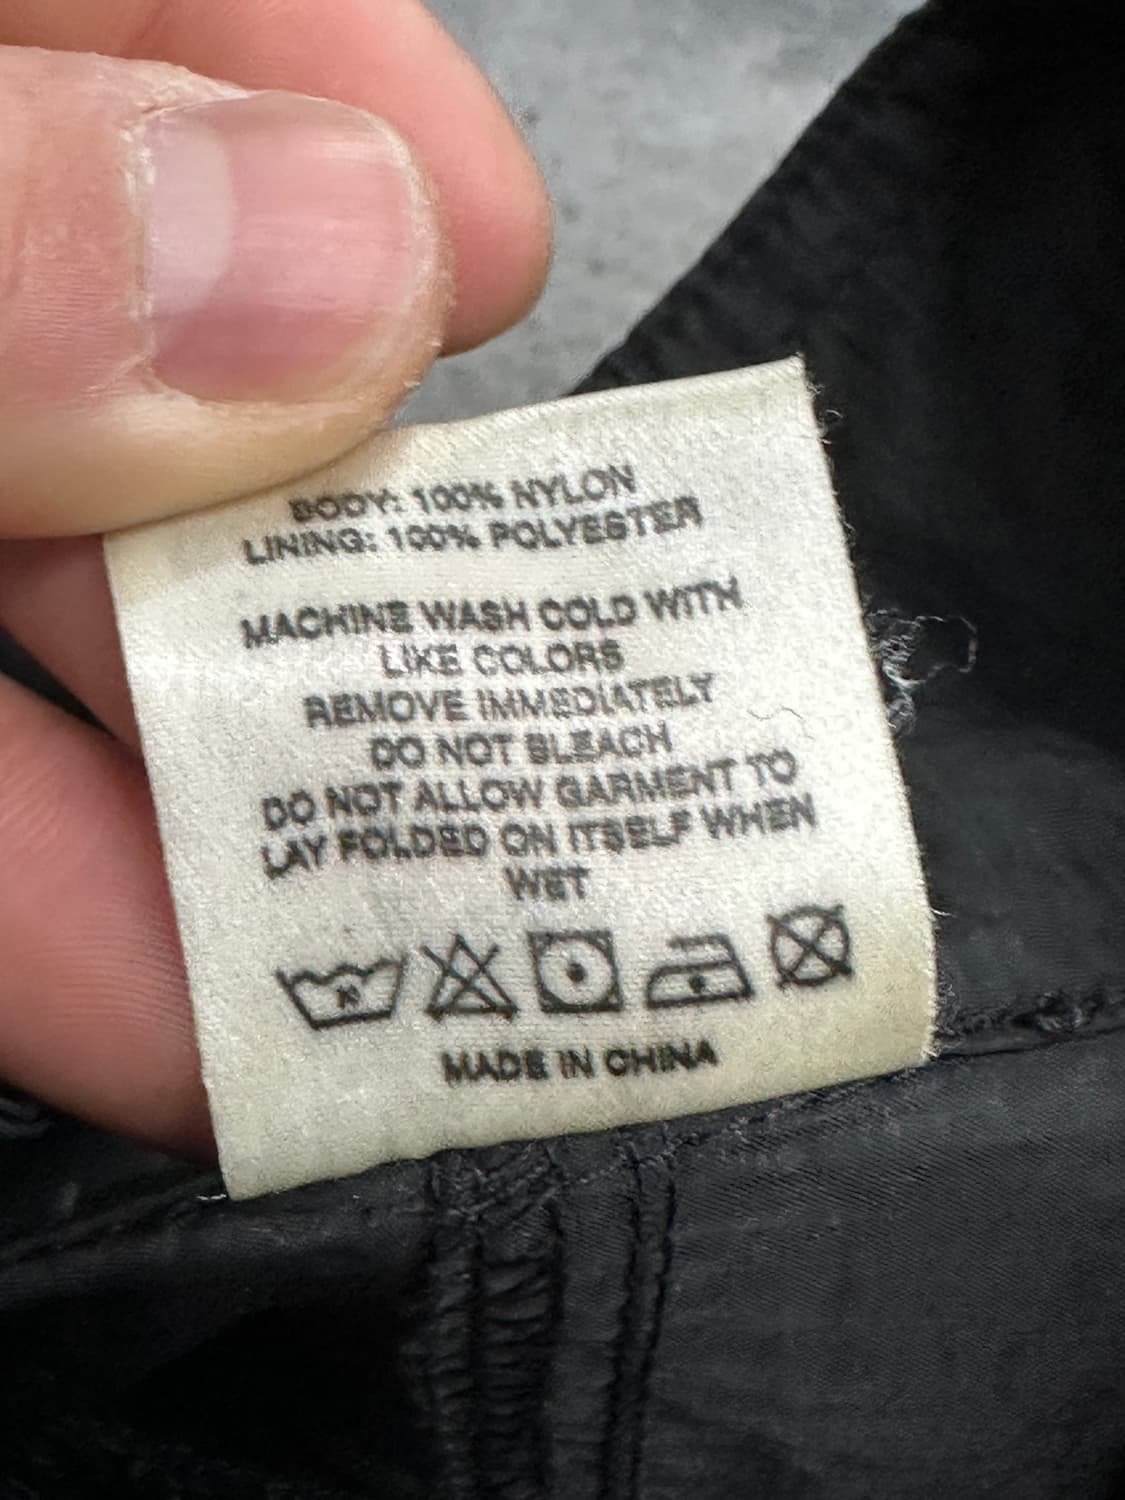 BODY: 100% NYLON
LINING: 100% POLYESTER
MACHINE WASH COLD WITH
LIKE COLORS
REMOVE IMMEDIATELY
DO NOT BLEACH
DO NOT ALLOW GARMENT TO
LAY FOLDED ON ITSELF WHEN
WET
MADE IN CHINA